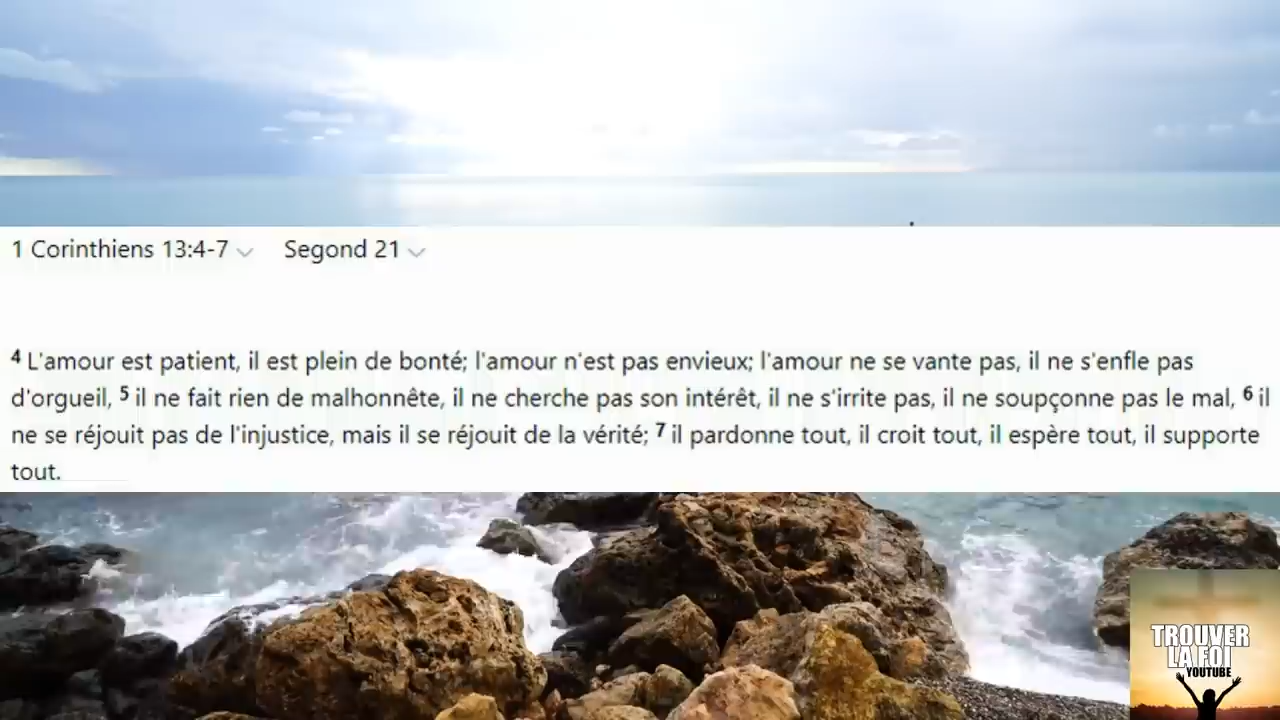 1 Corinthiens 13:4-7 Segond 21
4 L'amour est patient, il est plein de bonté; l'amour n'est pas envieux; l'amour ne se vante pas, il ne s'enfle pas
d'orgueil, 5 il ne fait rien de malhonnête, il ne cherche pas son intérêt, il ne s'irrite pas, il ne soupçonne pas le mal, 6 il
ne se réjouit pas de l'injustice, mais il se réjouit de la vérité; 7 il pardonne tout, il croit tout, il espère tout, il supporte
tout.
TROUVER
LA FOI
YOUTUBE